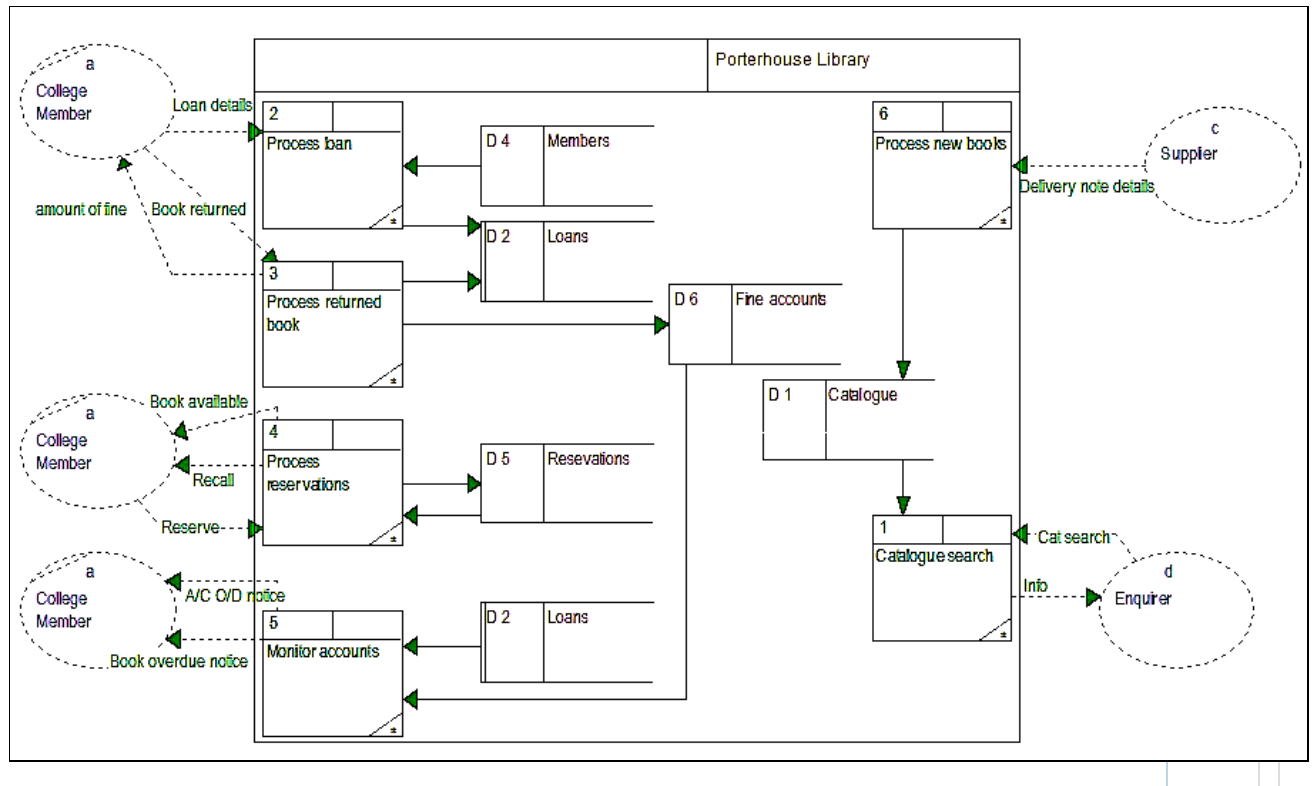 Porterhouse Library
a
College
Member
Loan details
2
Process loan
D 4
Members
6
Process new books
c
Supplier
Delivery note details
amount of fine
Book returned
D 2
Loans
3
Process returned
book
D 6
Fine accounts
D 1
Catalogue
a
College
Member
Book available
4
Process
reservations
Recall
Reserve
D 5
Resevations
1
Catalogue search
Cat search
Info
d
Enquirer
a
College
Member
A/C O/D notice
Book overdue notice
5
Monitor accounts
D 2
Loans